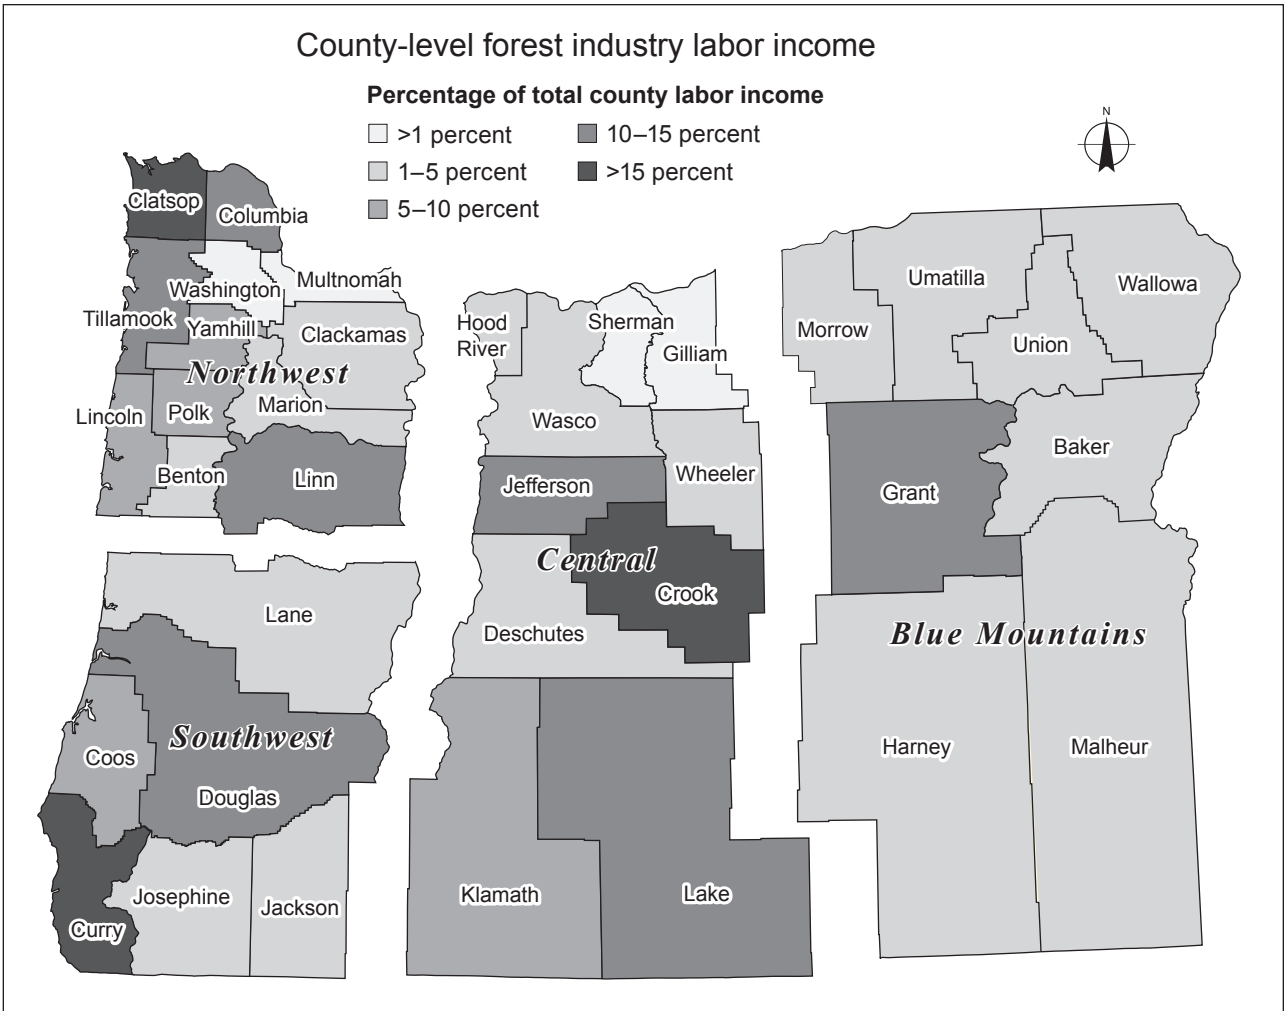 County-level forest industry labor income
Percentage of total county labor income
>1 percent
1–5 percent
5–10 percent
10–15 percent
>15 percent
N
Clatsop
Columbia
Washington
Multnomah
Tillamook
Yamhill
Clackamas
Northwest
Lincoln
Polk
Marion
Benton
Linn
Lane
Southwest
Coos
Douglas
Curry
Josephine
Jackson
Hood
River
Sherman
Gilliam
Wasco
Wheeler
Jefferson
Central
Crook
Deschutes
Klamath
Lake
Morrow
Umatilla
Wallowa
Union
Baker
Grant
Blue Mountains
Harney
Malheur